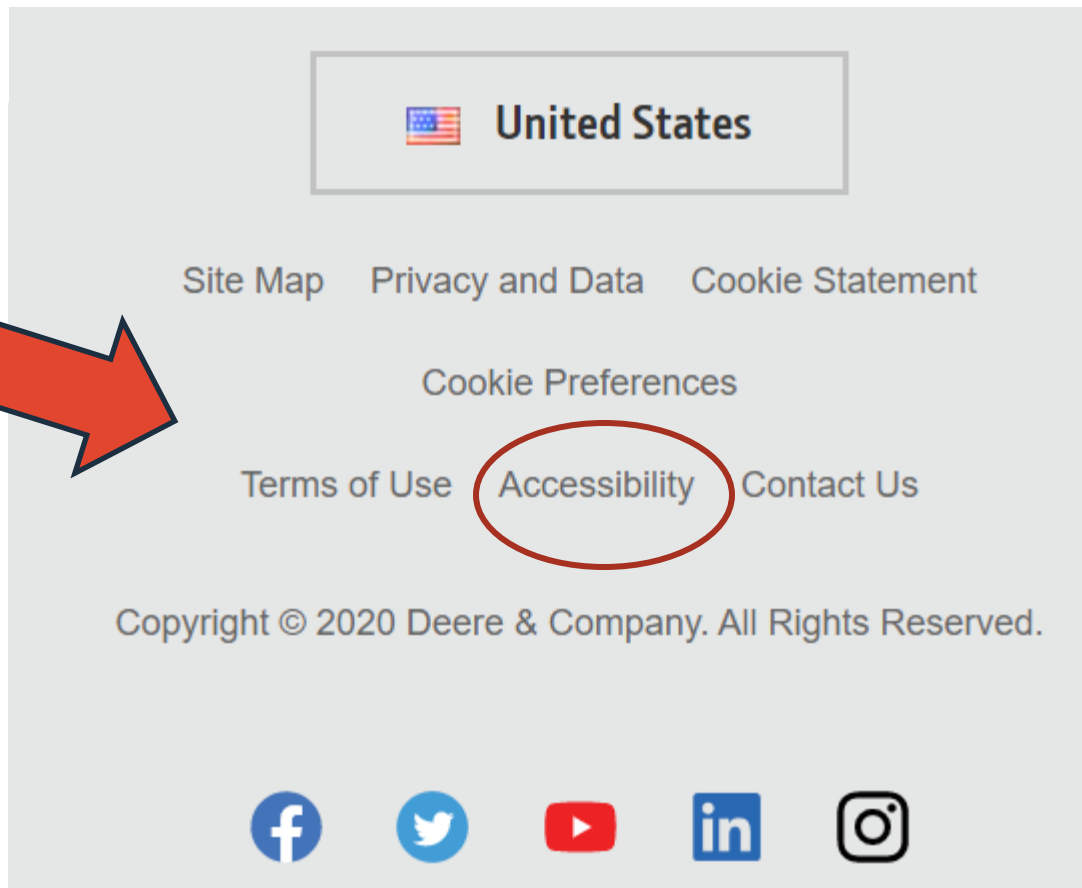 United States
Site Map Privacy and Data Cookie Statement
Cookie Preferences
Terms of Use Accessibility Contact Us
Copyright © 2020 Deere & Company. All Rights Reserved.
in